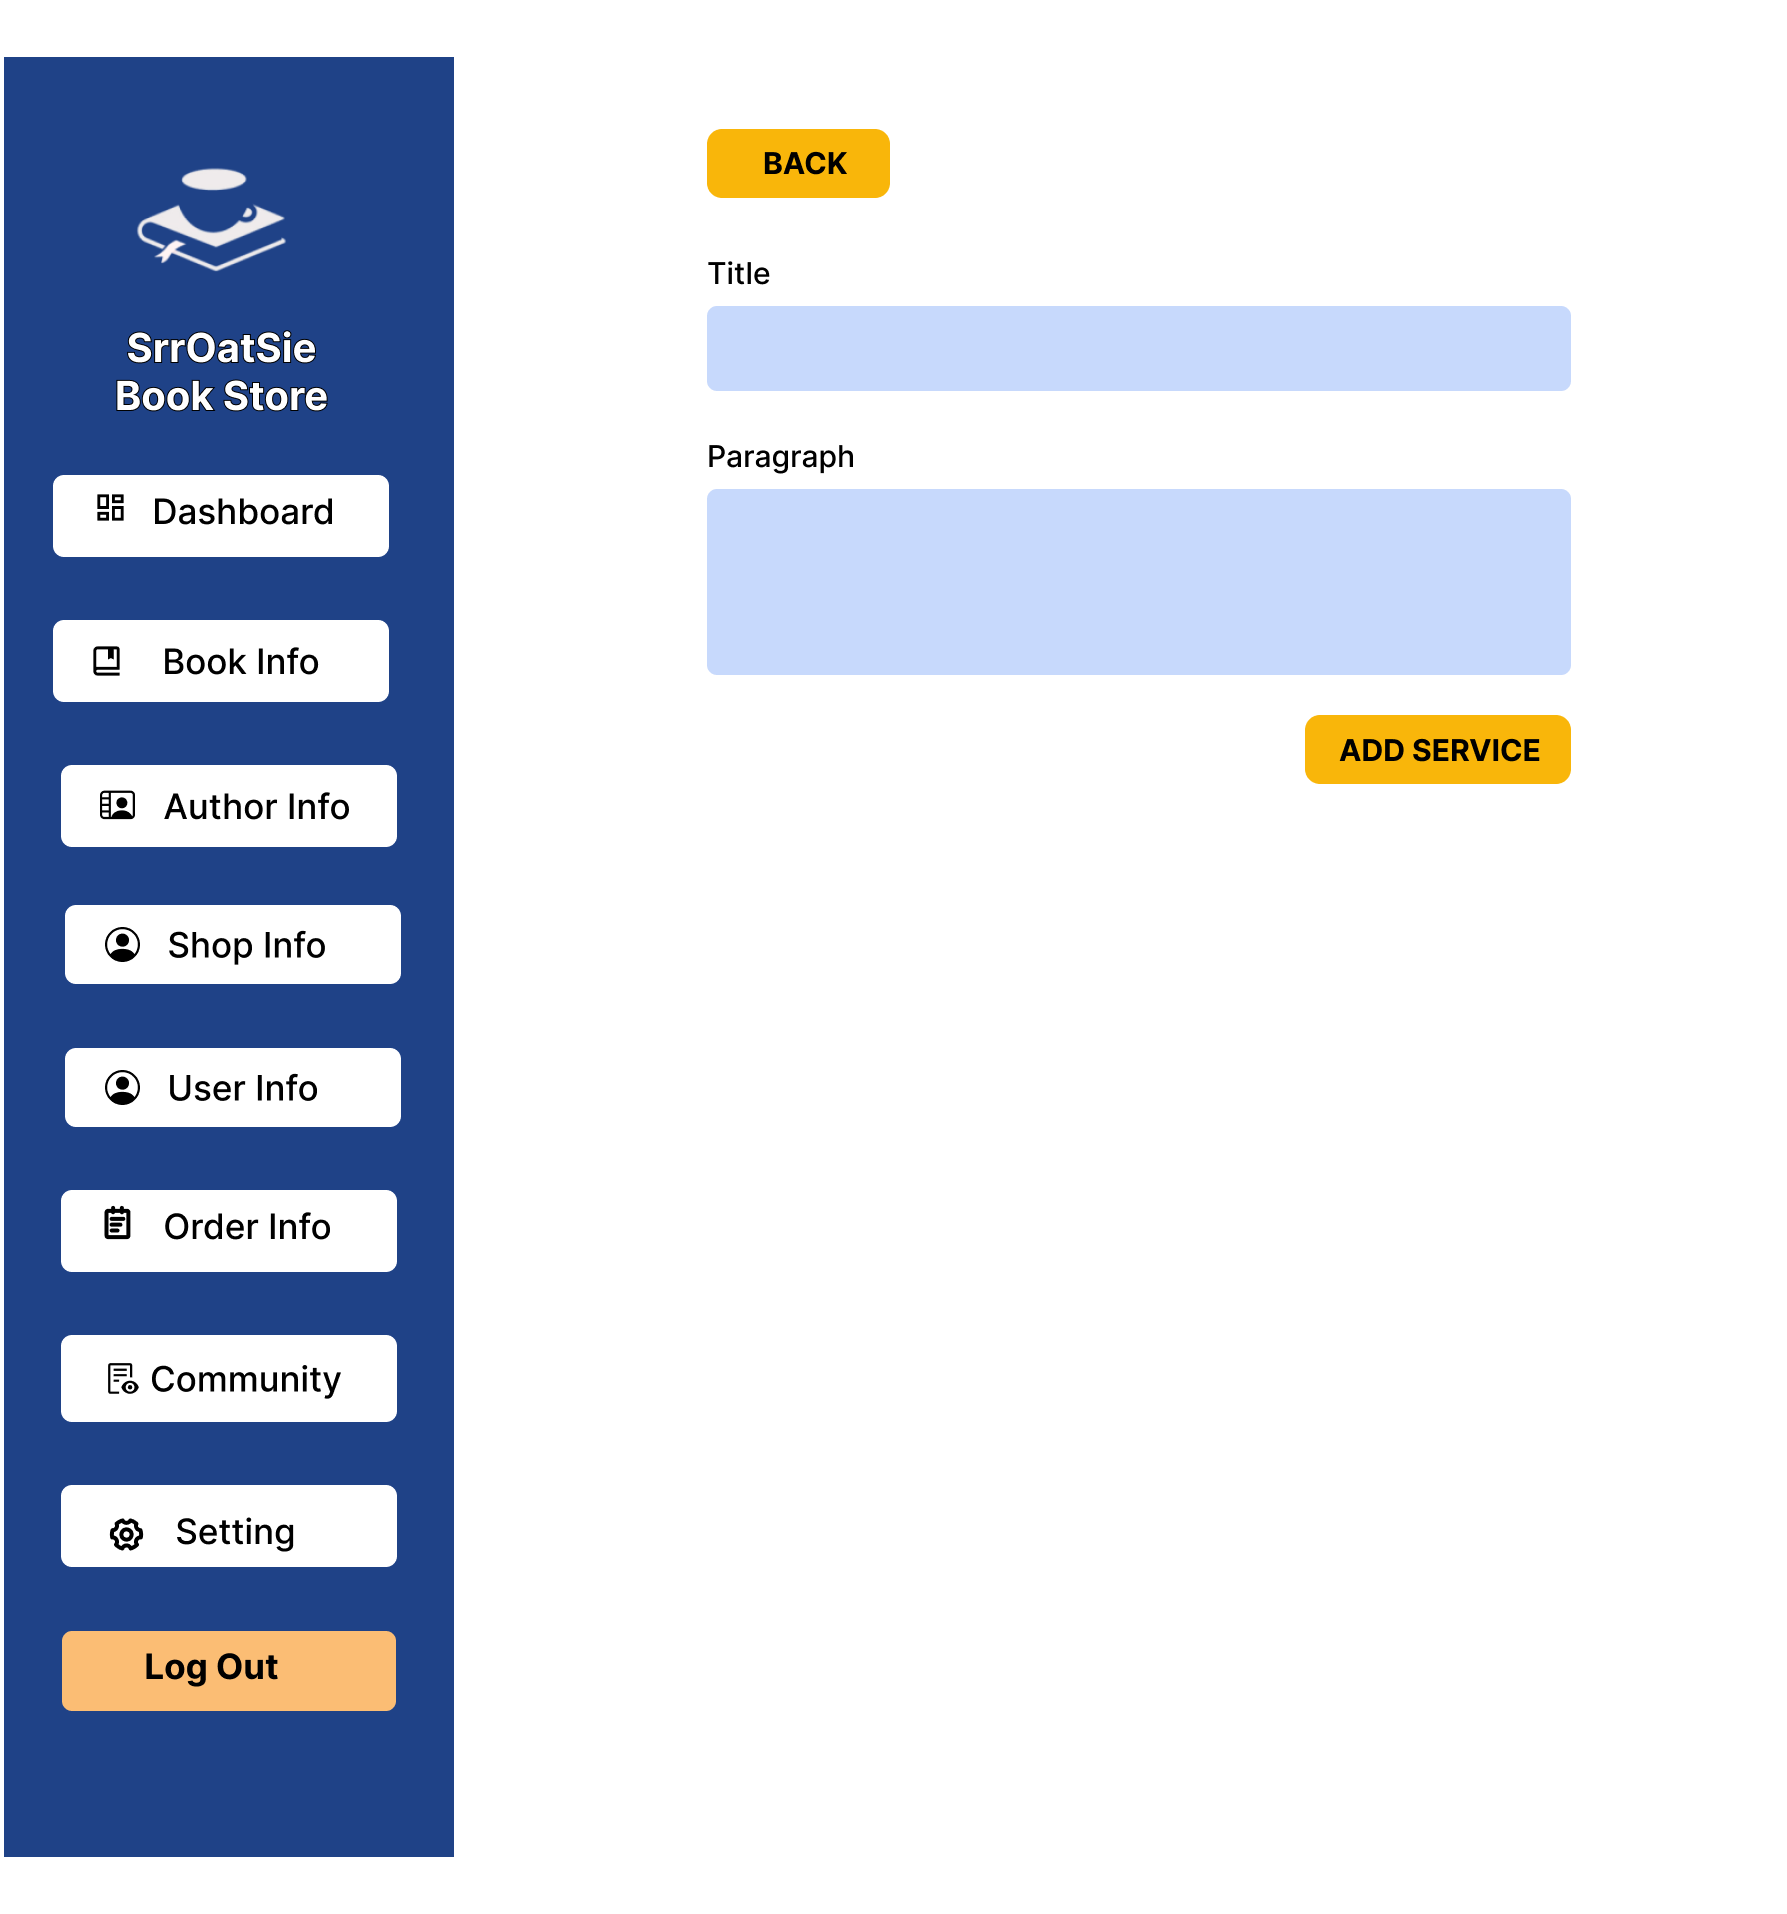 SrrOatSie
Book Store
Dashboard
Book Info
Author Info
Shop Info
User Info
Order Info
Community
Setting
Log Out
BACK
Title
Paragraph
ADD SERVICE